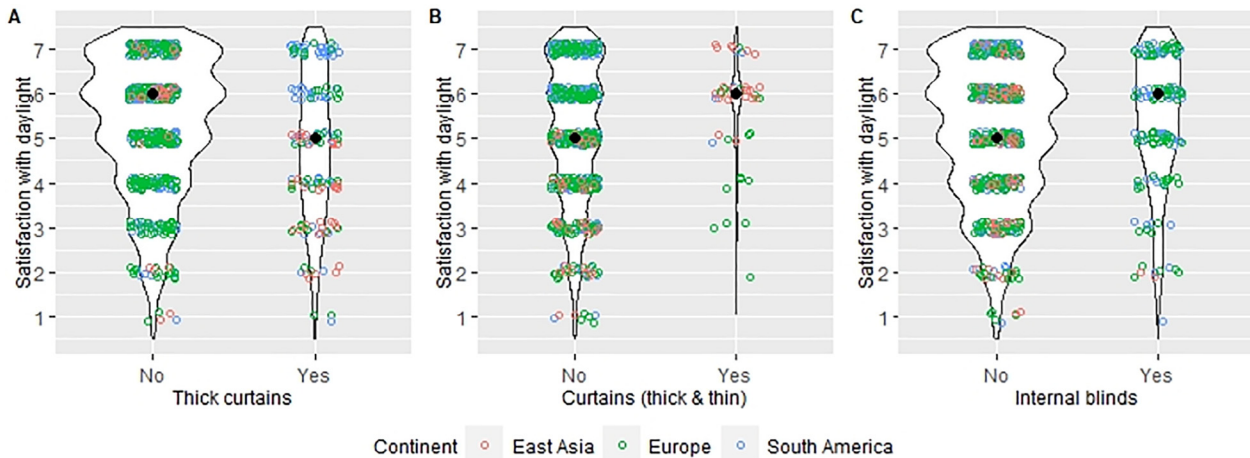 A
B
C
Satisfaction with daylight
7
6
5
4
3
2
1
No
Yes
Thick curtains
Satisfaction with daylight
7
6
5
4
3
2
1
No
Yes
Curtains (thick & thin)
Satisfaction with daylight
7
6
5
4
3
2
1
No
Yes
Internal blinds
Continent East Asia Europe South America